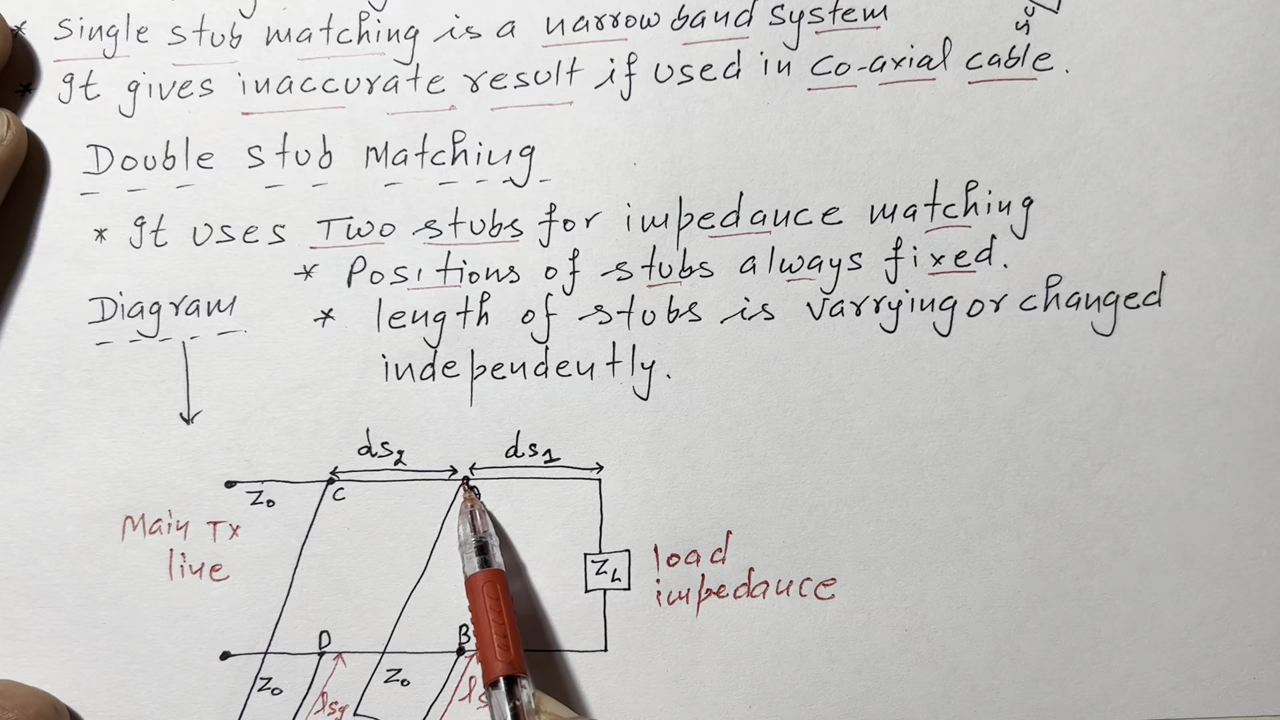 * Single stub matching is a narrow band system
* It gives inaccurate result if used in co-axial cable.
Double stub Matching
* It uses Two stubs for impedance matching
* Positions of stubs always fixed.
Diagram
* length of stubs is varrying or changed
independently.
ds2 ds1
Z0 C
Main Tx
line
ZL
load
impedance
D B
Z0 Z0